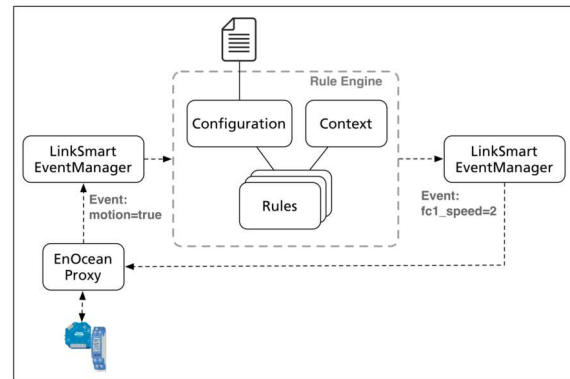 Rule Engine
Configuration
Context
Rules
LinkSmart
EventManager
Event:
motion=true
EnOcean
Proxy
LinkSmart
EventManager
Event:
fc1_speed=2